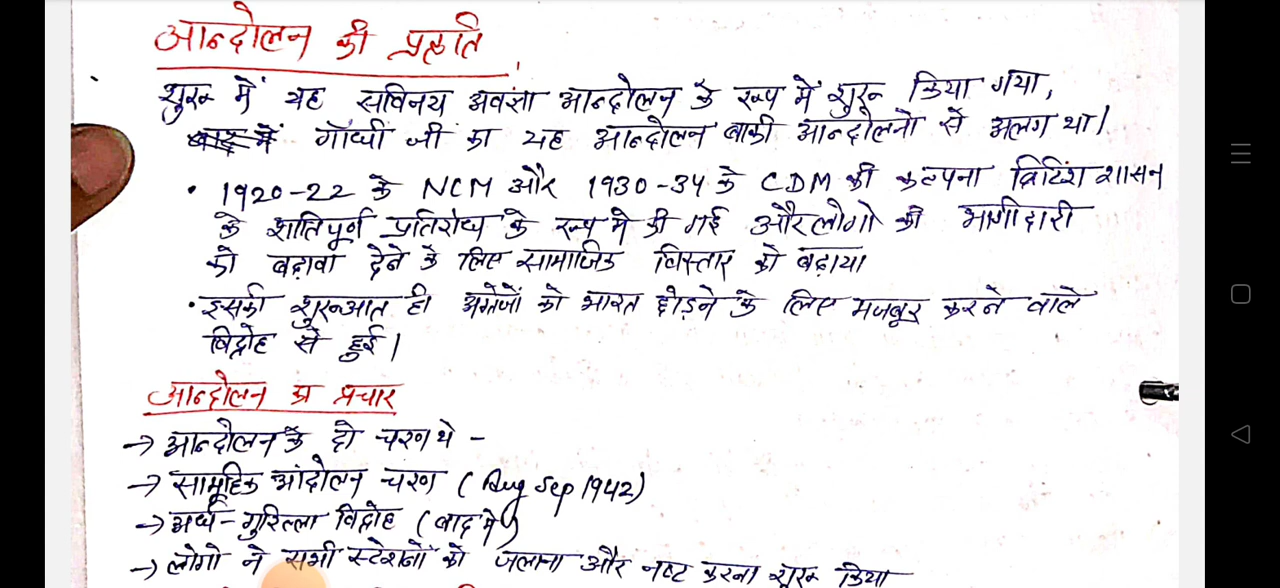 आन्दोलन की प्रकृति
शुरू में यह सविनय अवज्ञा आन्दोलन के रूप में शुरू किया गया,
बाद में गाँधी जी का यह आन्दोलन बाकी आन्दोलनो से अलग था।
• 1920-22 के NCM और 1930-34 के CDM की कल्पना ब्रिटिश शासन
के शांतिपूर्ण प्रतिरोध के रूप मे की गई और लोगो की भागीदारी
को बढ़ावा देने के लिए सामाजिक विस्तार को बढ़ाया
• इसकी शुरूआत ही अंग्रेजों को भारत छोड़ने के लिए मजबूर करने वाले
विद्रोह से हुई।
आन्दोलन का प्रचार
→ आन्दोलन के दो चरण थे -
→ सामूहिक आंदोलन चरण (Aug Sep 1942)
→ अर्ध-गुरिल्ला विद्रोह (बाद मे)
→ लोगो ने सभी स्टेशनों को जलाना और नष्ट करना शुरू किया